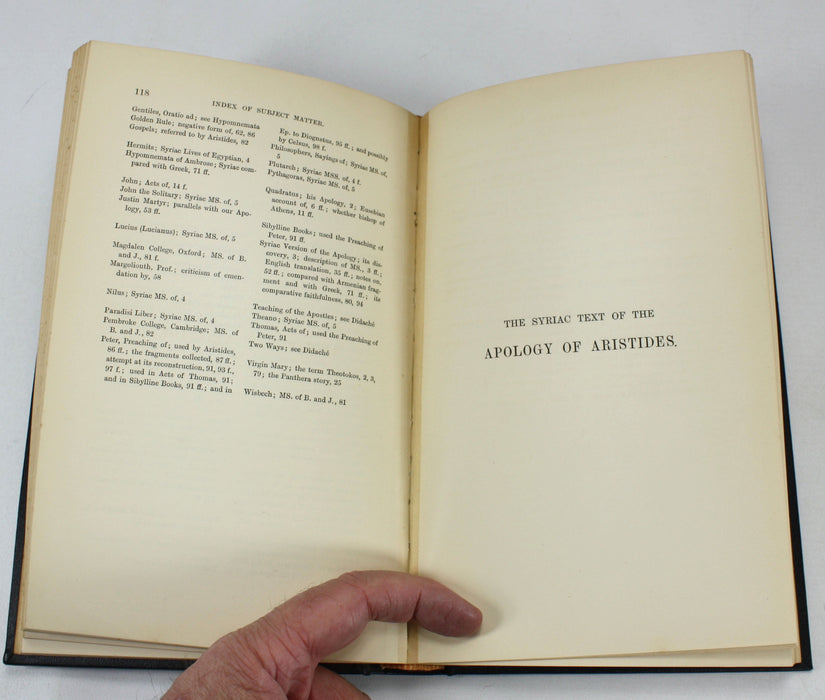 118
INDEX OF SUBJECT MATTER.
Gentiles, Oratio ad; see Hypomnemata
Golden Rule; negative form of, 62, 86
Gospels; referred to by Aristides, 82
Hermits; Syriac Lives of Egyptian, 4
Hypomnemata of Ambrose; Syriac com-
pared with Greek, 71 ff.
John; Acts of, 14 f.
John the Solitary; Syriac MS. of, 5
Justin Martyr; parallels with our Apo-
logy, 53 ff.
Lucius (Lucianus); Syriac MS. of, 5
Magdalen College, Oxford; MS. of B.
and J., 81 f.
Margoliouth, Prof.; criticism of emen-
dation by, 58
Nilus; Syriac MS. of, 4
Paradisi Liber; Syriac MS. of, 4
Pembroke College, Cambridge; MS. of
B. and J., 82
Peter, Preaching of; used by Aristides,
86 ff.; the fragments collected, 87 ff.;
attempt at its reconstruction, 91, 93 f.,
97 f.; used in Acts of Thomas, 91;
and in Sibylline Books, 91 ff.; and in
Ep. to Diognetus, 95 ff.; and possibly
by Celsus, 98 f.
Philosophers, Sayings of; Syriac MS. of,
5
Plutarch; Syriac MSS. of, 4 f.
Pythagoras, Syriac MS. of, 5
Quadratus; his Apology, 2; Eusebian
account of, 6 ff.; whether bishop of
Athens, 11 ff.
Sibylline Books; used the Preaching of
Peter, 91 ff.
Syriac Version of the Apology; its dis-
covery, 3; description of MS., 3 ff.;
English translation, 35 ff.; notes on,
52 ff.; compared with Armenian frag-
ment and with Greek, 71 ff.; its
comparative faithfulness, 80, 94
Teaching of the Apostles; see Didaché
Theano; Syriac MS. of, 5
Thomas, Acts of; used the Preaching of
Peter, 91
Two Ways; see Didaché
Virgin Mary; the term Theotokos, 2, 3,
79; the Panthera story, 25
Wisbech; MS. of B. and J., 81
THE SYRIAC TEXT OF THE
APOLOGY OF ARISTIDES.